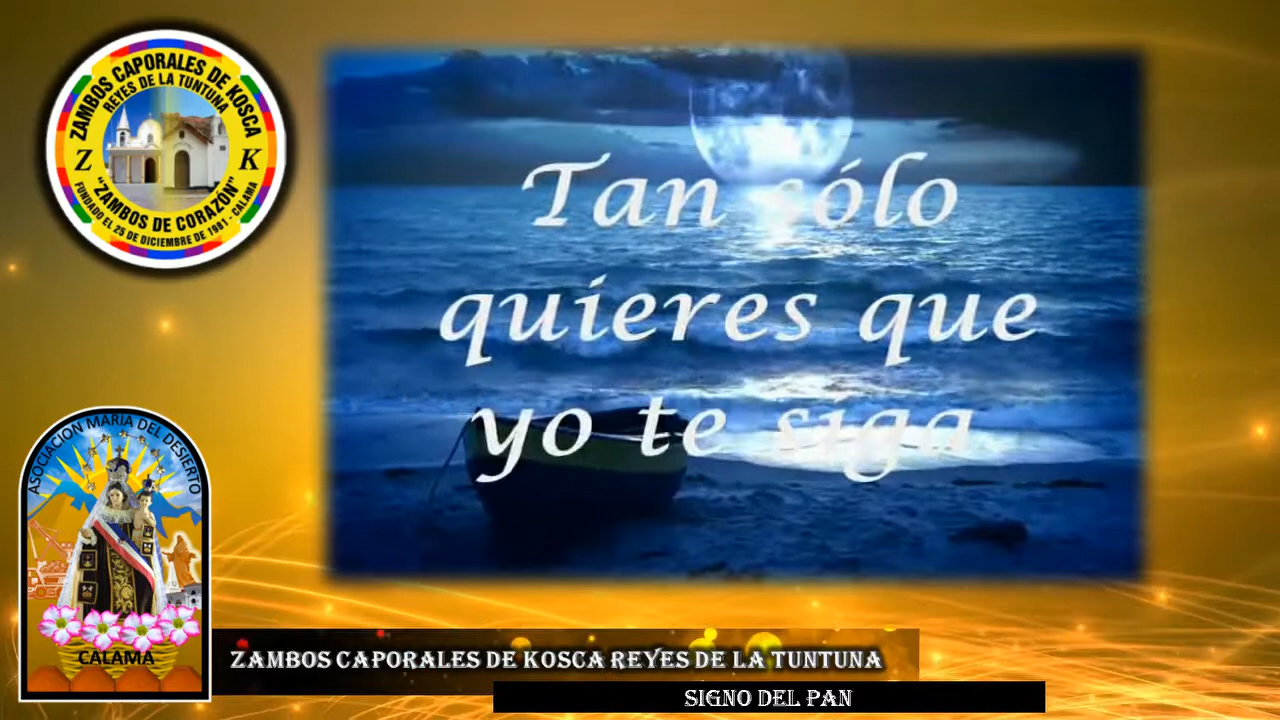 ZAMBOS CAPORALES DE KOSCA
REYES DE LA TUNTUNA
Z K
"ZAMBOS DE CORAZÓN"
FUNDADO EL 25 DE DICIEMBRE DE 1981 - CALAMA
Tan sólo
quieres que
yo te siga
ASOCIACION MARIA DEL DESIERTO
CALAMA
ZAMBOS CAPORALES DE KOSCA REYES DE LA TUNTUNA
SIGNO DEL PAN